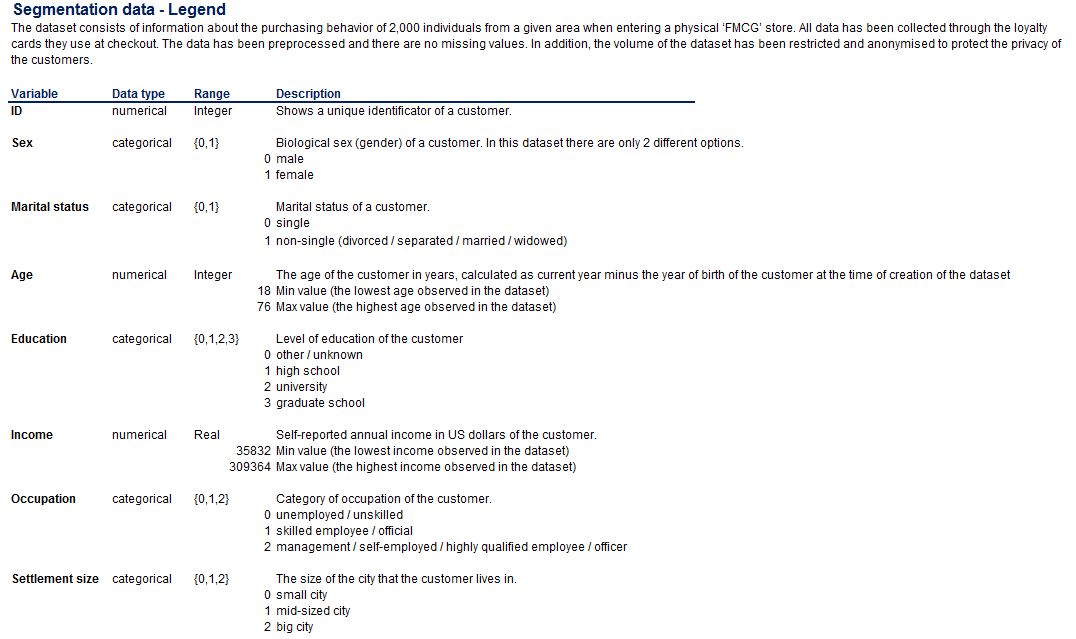 Segmentation data - Legend
The dataset consists of information about the purchasing behavior of 2,000 individuals from a given area when entering a physical ‘FMCG’ store. All data has been collected through the loyalty
cards they use at checkout. The data has been preprocessed and there are no missing values. In addition, the volume of the dataset has been restricted and anonymised to protect the privacy of
the customers.
Variable Data type Range Description
ID numerical Integer Shows a unique identificator of a customer.
Sex categorical {0,1} Biological sex (gender) of a customer. In this dataset there are only 2 different options.
0 male
1 female
Marital status categorical {0,1} Marital status of a customer.
0 single
1 non-single (divorced / separated / married / widowed)
Age numerical Integer The age of the customer in years, calculated as current year minus the year of birth of the customer at the time of creation of the dataset
18 Min value (the lowest age observed in the dataset)
76 Max value (the highest age observed in the dataset)
Education categorical {0,1,2,3} Level of education of the customer
0 other / unknown
1 high school
2 university
3 graduate school
Income numerical Real Self-reported annual income in US dollars of the customer.
35832 Min value (the lowest income observed in the dataset)
309364 Max value (the highest income observed in the dataset)
Occupation categorical {0,1,2} Category of occupation of the customer.
0 unemployed / unskilled
1 skilled employee / official
2 management / self-employed / highly qualified employee / officer
Settlement size categorical {0,1,2} The size of the city that the customer lives in.
0 small city
1 mid-sized city
2 big city